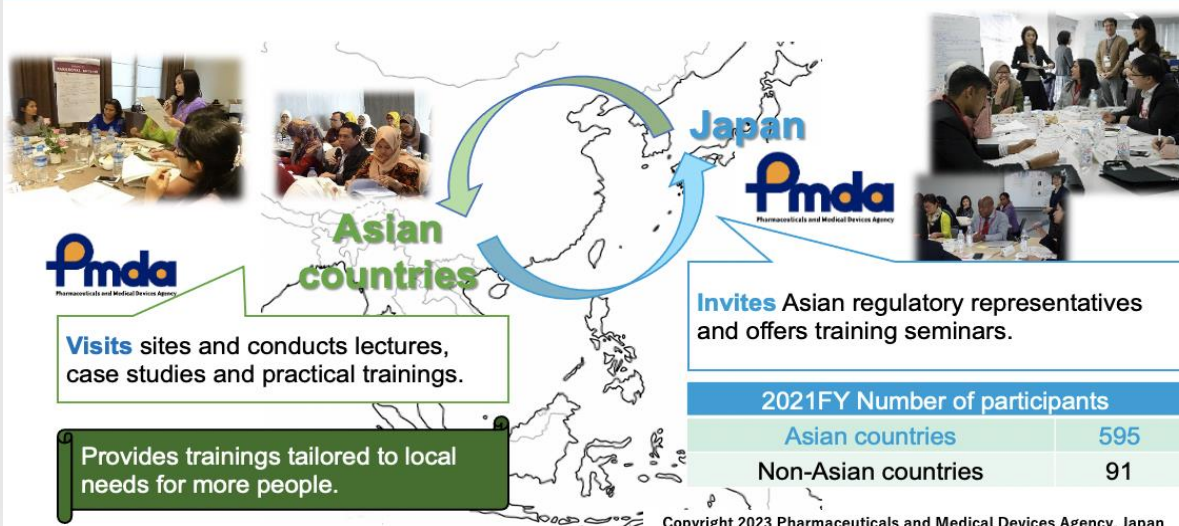 Japan
Pmda
Pharmaceuticals and Medical Devices Agency
Asian
countries
Pmda
Pharmaceuticals and Medical Devices Agency
Visits sites and conducts lectures,
case studies and practical trainings.
Provides trainings tailored to local
needs for more people.
Invites Asian regulatory representatives
and offers training seminars.
2021FY Number of participants
Asian countries 595
Non-Asian countries 91
Copyright 2023 Pharmaceuticals and Medical Devices Agency, Japan